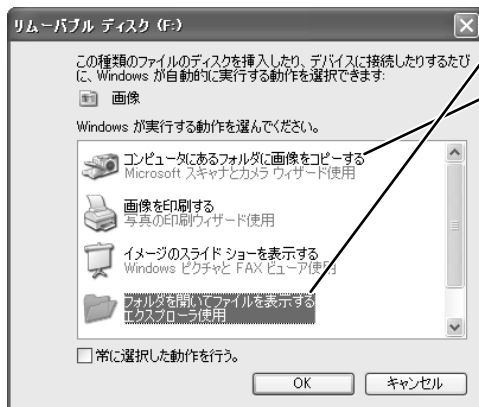 リムーバブル ディスク (F:)
この種類のファイルのディスクを挿入したり、デバイスに接続したりするたび
に、Windows が自動的に実行する動作を選択できます:
画像
Windows が実行する動作を選んでください。
コンピュータにあるフォルダに画像をコピーする
Microsoft スキャナとカメラ ウィザード使用
画像を印刷する
写真の印刷ウィザード使用
イメージのスライド ショーを表示する
Windows ピクチャと FAX ビューア使用
フォルダを開いてファイルを表示する
エクスプローラ使用
常に選択した動作を行う。
OK
キャンセル